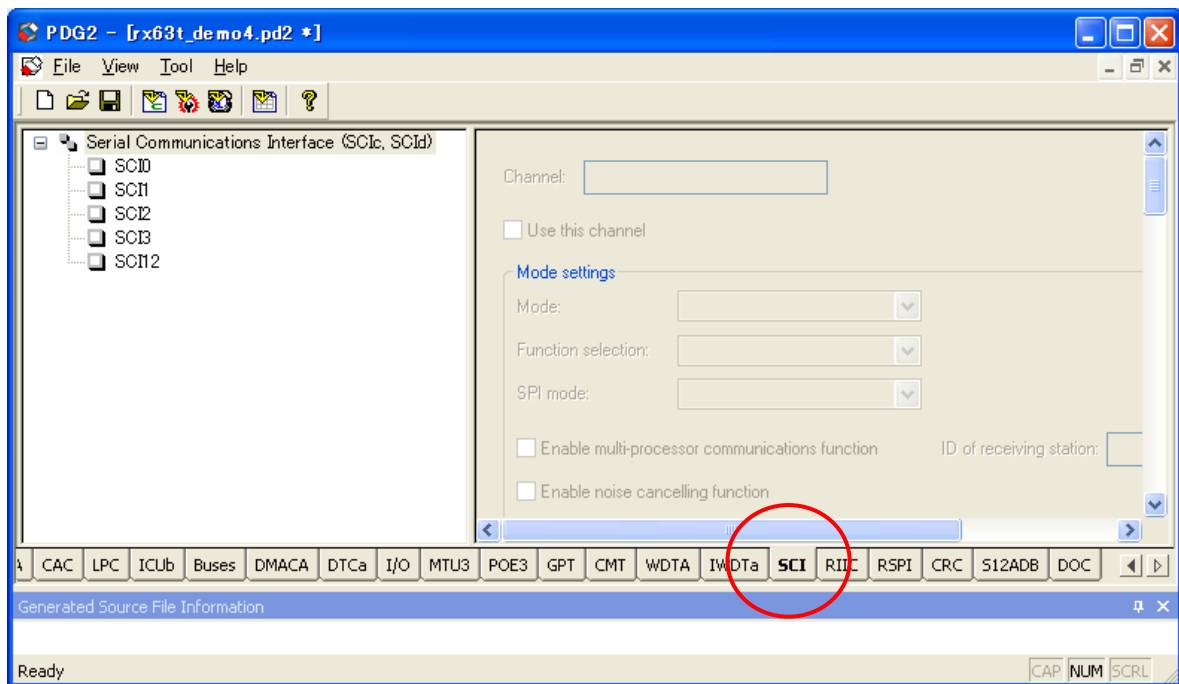 PDG2 - [rx63t_demo4.pd2 *]
File View Tool Help
Serial Communications Interface (SCIc, SCId)
SCI0
SCI1
SCI2
SCI3
SCI12
Channel:
Use this channel
Mode settings
Mode:
Function selection:
SPI mode:
Enable multi-processor communications function ID of receiving station:
Enable noise cancelling function
CAC LPC ICUb Buses DMACA DTCa I/O MTU3 POE3 GPT CMT WDTA IWDTa SCI RIIC RSPI CRC S12ADB DOC
Generated Source File Information
Ready CAP NUM SCRL